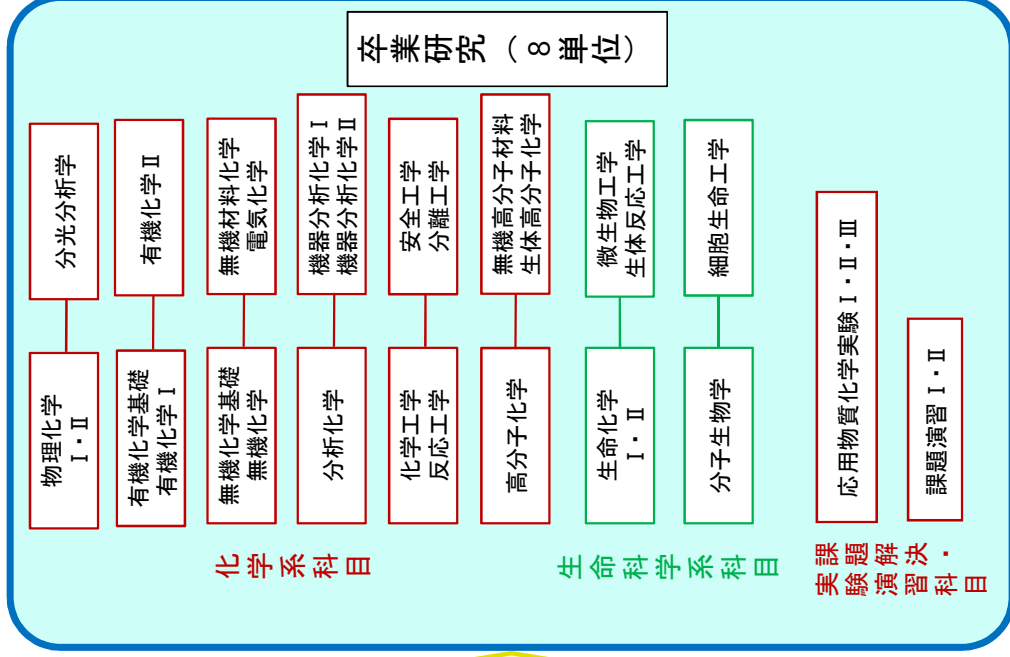 卒業研究（８単位）
物理化学
Ⅰ・Ⅱ
分光分析学
有機化学基礎
有機化学Ⅰ
有機化学Ⅱ
無機化学基礎
無機化学
無機材料化学
電気化学
分析化学
機器分析化学Ⅰ
機器分析化学Ⅱ
化学工学
反応工学
安全工学
分離工学
高分子化学
無機高分子材料
生体高分子化学
化学系科目
生命化学
Ⅰ・Ⅱ
微生物工学
生体反応工学
分子生物学
細胞生命工学
生命科学系科目
応用物質化学実験Ⅰ・Ⅱ・Ⅲ
課題演習Ⅰ・Ⅱ
課題解決・
実験演習科目